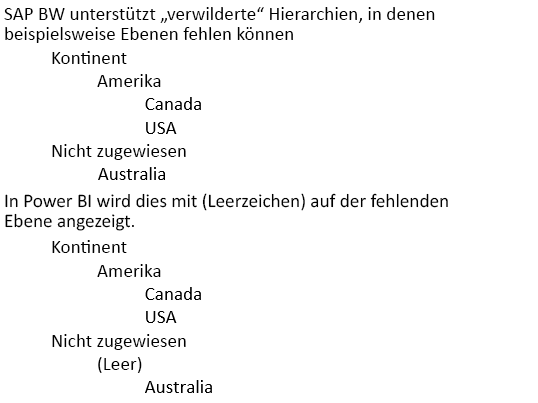 SAP BW unterstützt „verwilderte“ Hierarchien, in denen
beispielsweise Ebenen fehlen können
Kontinent
Amerika
Canada
USA
Nicht zugewiesen
Australia
In Power BI wird dies mit (Leerzeichen) auf der fehlenden
Ebene angezeigt.
Kontinent
Amerika
Canada
USA
Nicht zugewiesen
(Leer)
Australia